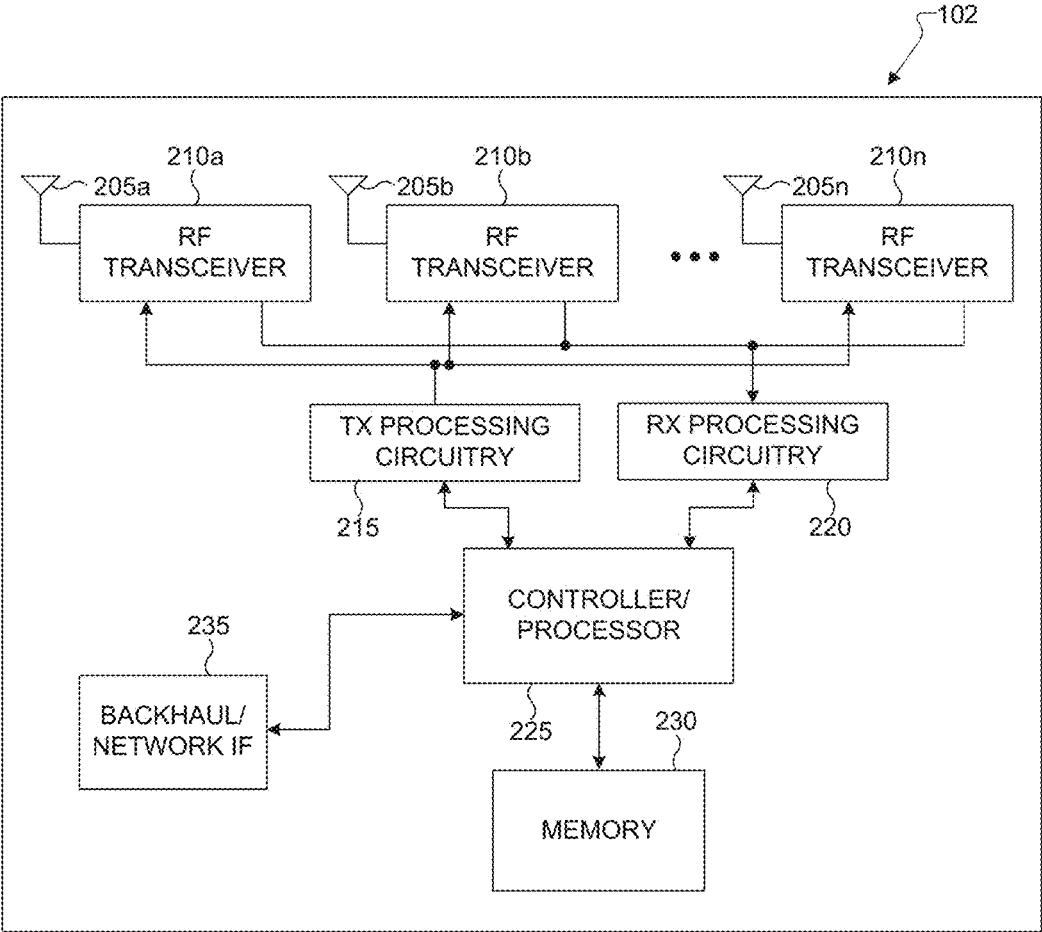 102
210a
210b
210n
205a
205b
205n
RF
TRANSCEIVER
RF
TRANSCEIVER
RF
TRANSCEIVER
TX PROCESSING
CIRCUITRY
RX PROCESSING
CIRCUITRY
215
220
CONTROLLER/
PROCESSOR
235
BACKHAUL/
NETWORK IF
225
230
MEMORY